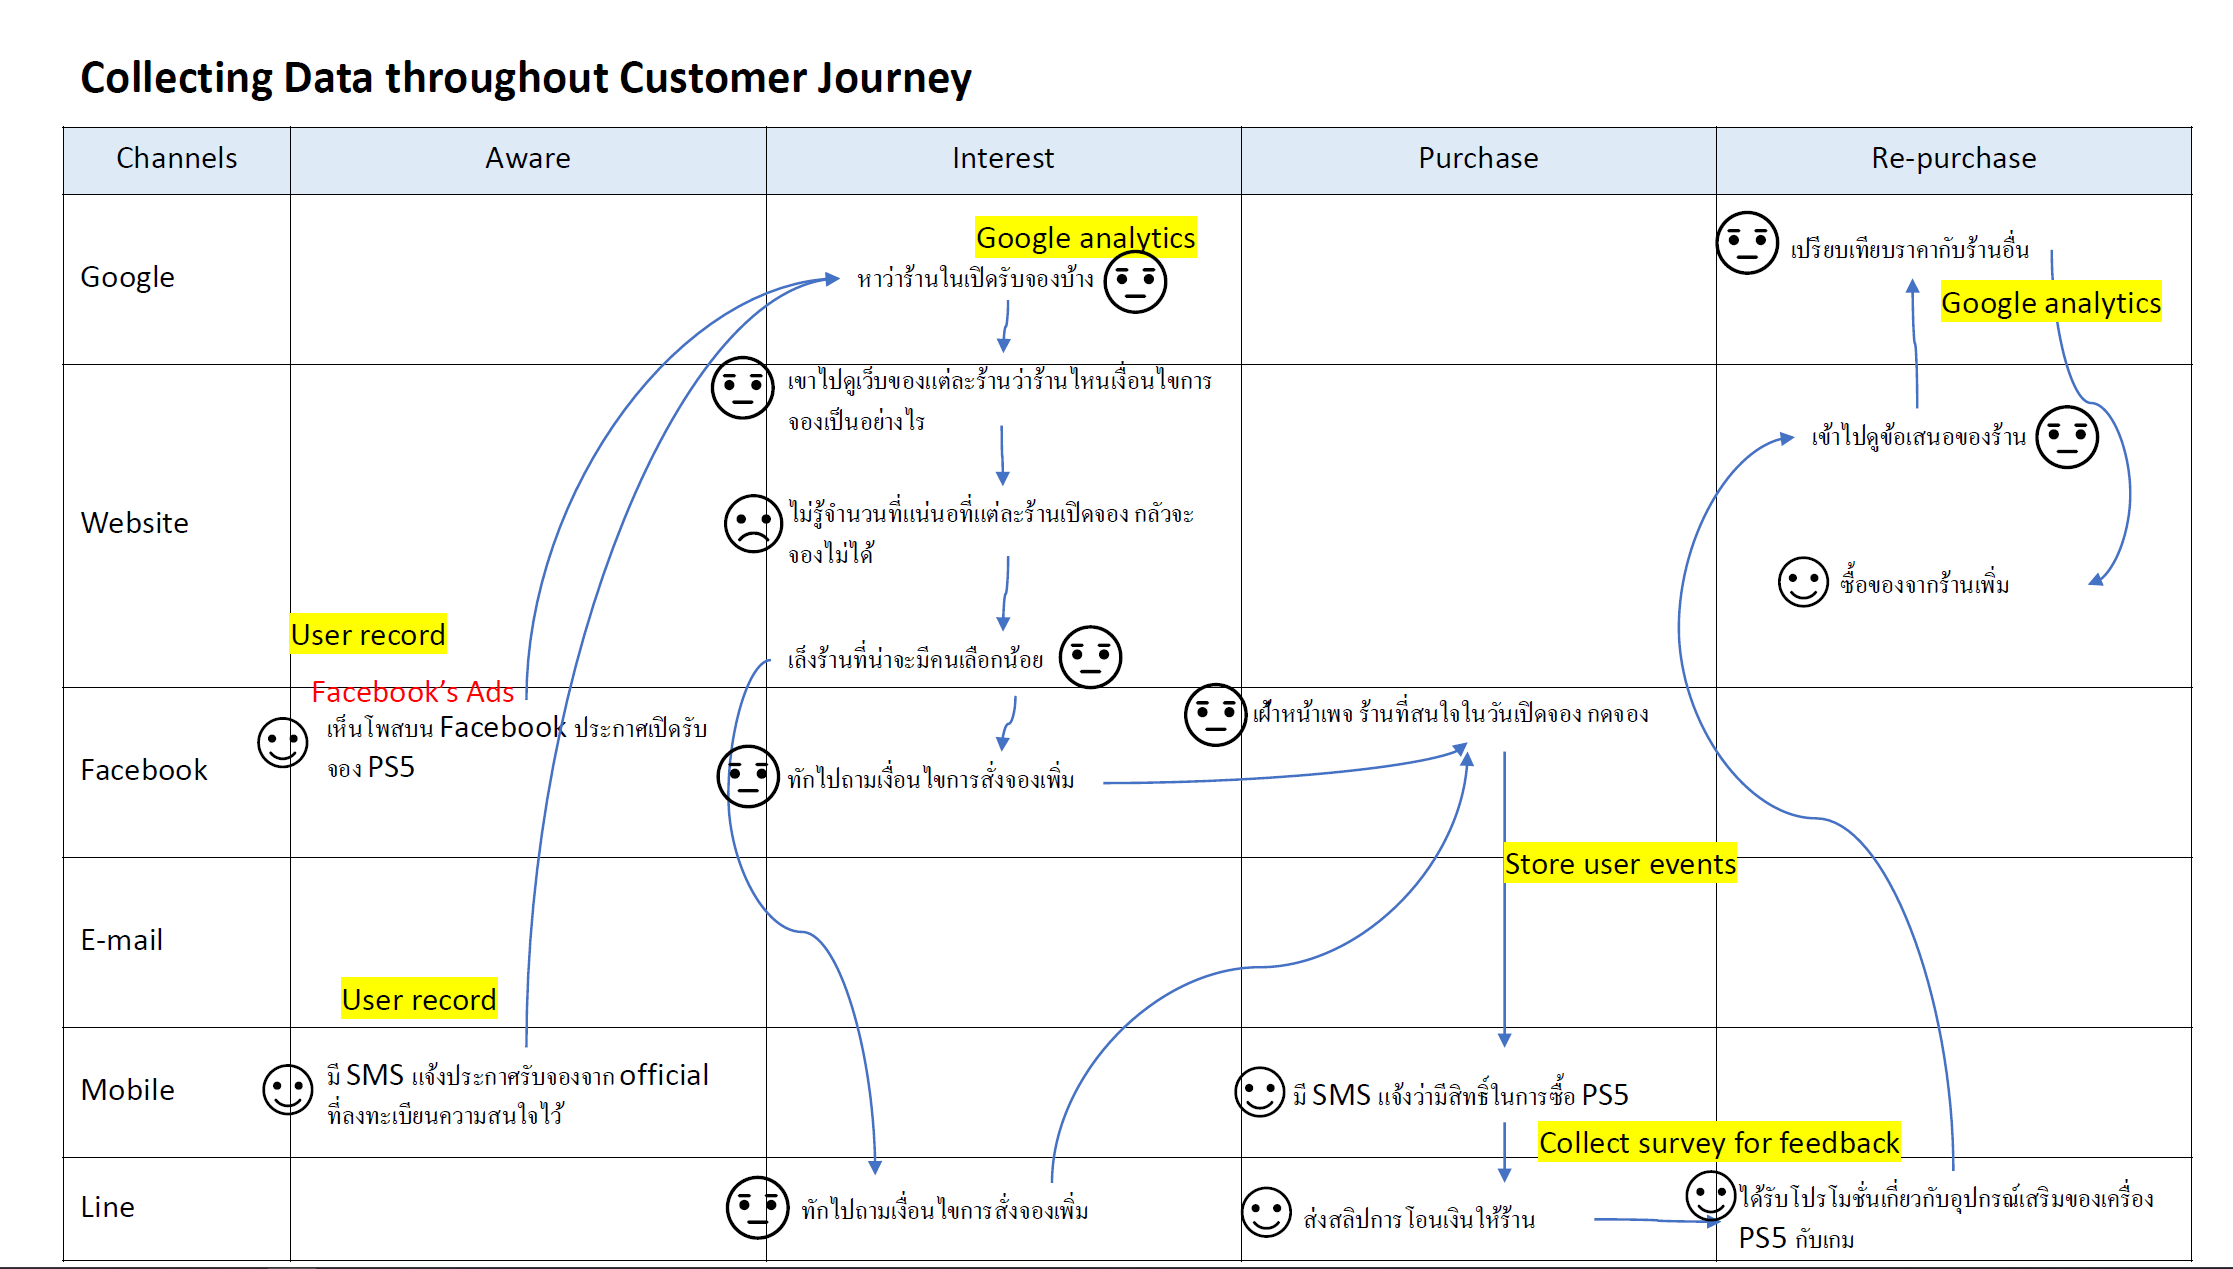 Collecting Data throughout Customer Journey
Channels
Aware
Interest
Purchase
Re-purchase
Google
Google analytics
หาว่าร้านในเปิดรับจองบ้าง
เปรียบเทียบราคากับร้านอื่น
Google analytics
Website
เขาไปดูเว็บของแต่ละร้านว่าร้านไหนเงื่อนไขการ
จองเป็นอย่างไร
ไม่รู้จำนวนที่แน่นอที่แต่ละร้านเปิดจอง กลัวจะ
จองไม่ได้
เล็งร้านที่น่าจะมีคนเลือกน้อย
เข้าไปดูข้อเสนอของร้าน
ซื้อของจากร้านเพิ่ม
User record
Facebook's Ads
Facebook
เห็นโพสบน Facebook ประกาศเปิดรับ
จอง PS5
ทักไปถามเงื่อนไขการสั่งจองเพิ่ม
เฝ้าหน้าเพจ ร้านที่สนใจในวันเปิดจอง กดจอง
Store user events
E-mail
User record
Mobile
มี SMS แจ้งประกาศรับจองจาก official
ที่ลงทะเบียนความสนใจไว้
มี SMS แจ้งว่ามีสิทธิ์ในการซื้อ PS5
Collect survey for feedback
Line
ทักไปถามเงื่อนไขการสั่งจองเพิ่ม
ส่งสลิปการโอนเงินให้ร้าน
ได้รับโปรโมชั่นเกี่ยวกับอุปกรณ์เสริมของเครื่อง
PS5 กับเกม